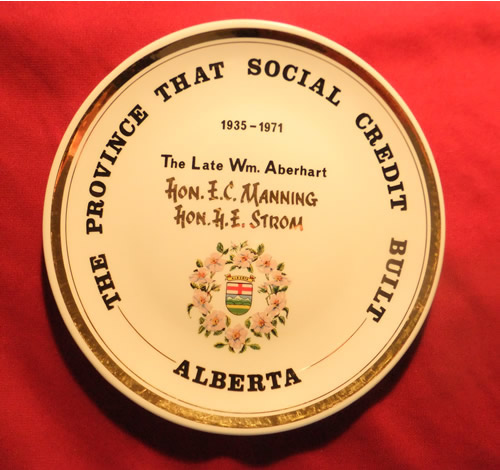 THE PROVINCE THAT SOCIAL CREDIT BUILT
1935-1971
The Late Wm. Aberhart
HON. E.C. MANNING
HON. H.E. STROM
ALBERTA